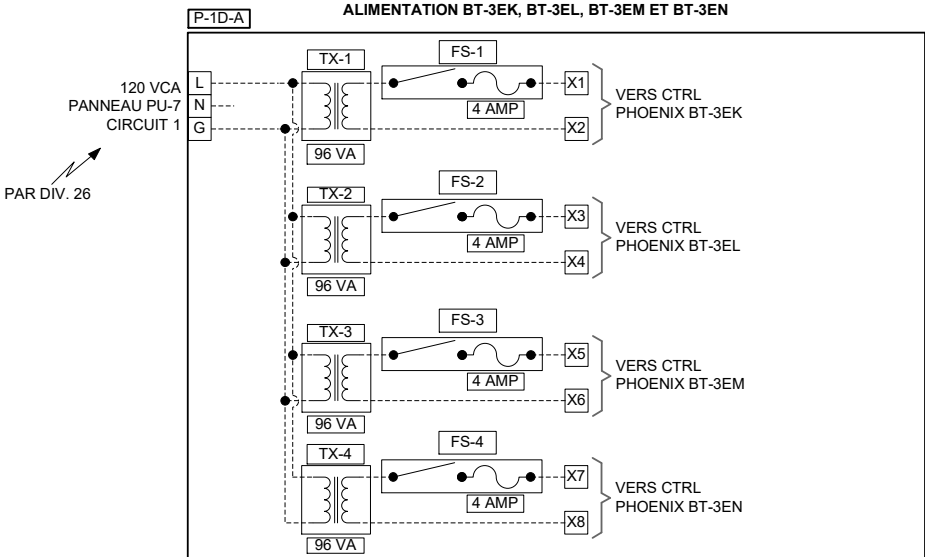 ALIMENTATION BT-3EK, BT-3EL, BT-3EM ET BT-3EN
P-1D-A
120 VCA
PANNEAU PU-7
CIRCUIT 1
L
N
G
PAR DIV. 26
TX-1
FS-1
4 AMP
96 VA
X1
X2
VERS CTRL
PHOENIX BT-3EK
TX-2
FS-2
4 AMP
96 VA
X3
X4
VERS CTRL
PHOENIX BT-3EL
TX-3
FS-3
4 AMP
96 VA
X5
X6
VERS CTRL
PHOENIX BT-3EM
TX-4
FS-4
4 AMP
96 VA
X7
X8
VERS CTRL
PHOENIX BT-3EN